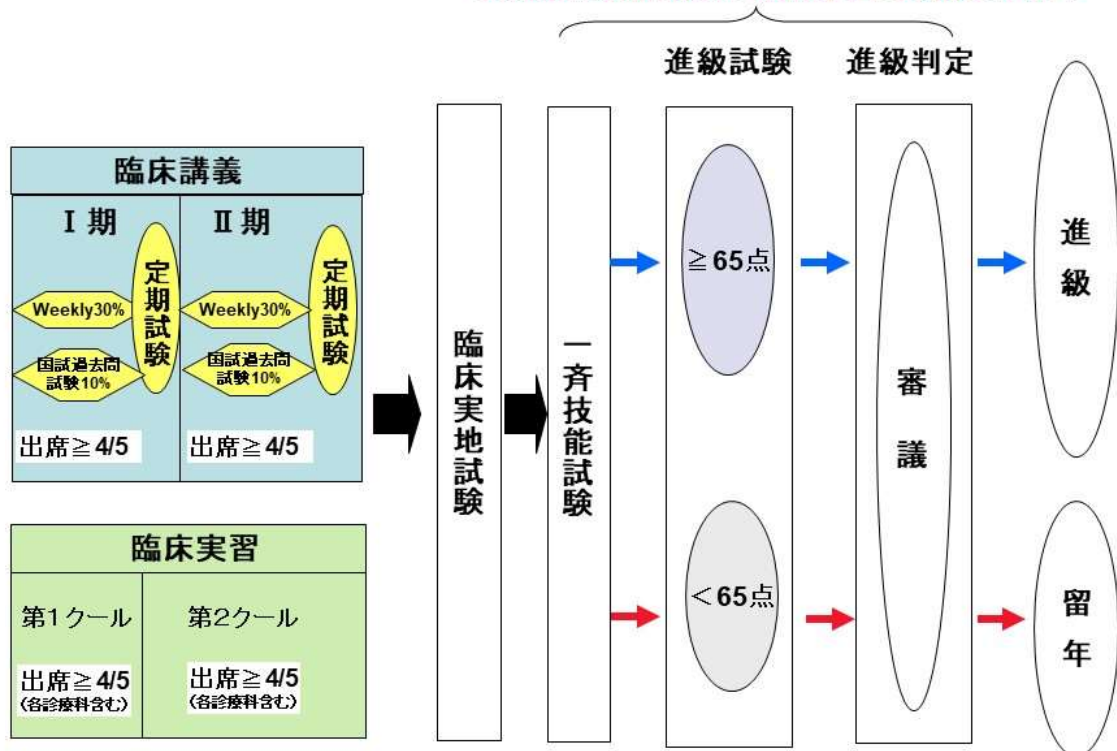 進級試験
進級判定
臨床講義
Ⅰ期
Ⅱ期
定期試験
定期試験
Weekly30%
Weekly30%
国試過去問
試験10%
国試過去問
試験10%
出席≧4/5
出席≧4/5
臨床実習
第1クール
第2クール
出席≧4/5
(各診療科含む)
出席≧4/5
(各診療科含む)
臨床実地試験
一斉技能試験
≧65点
<65点
審議
進級
留年